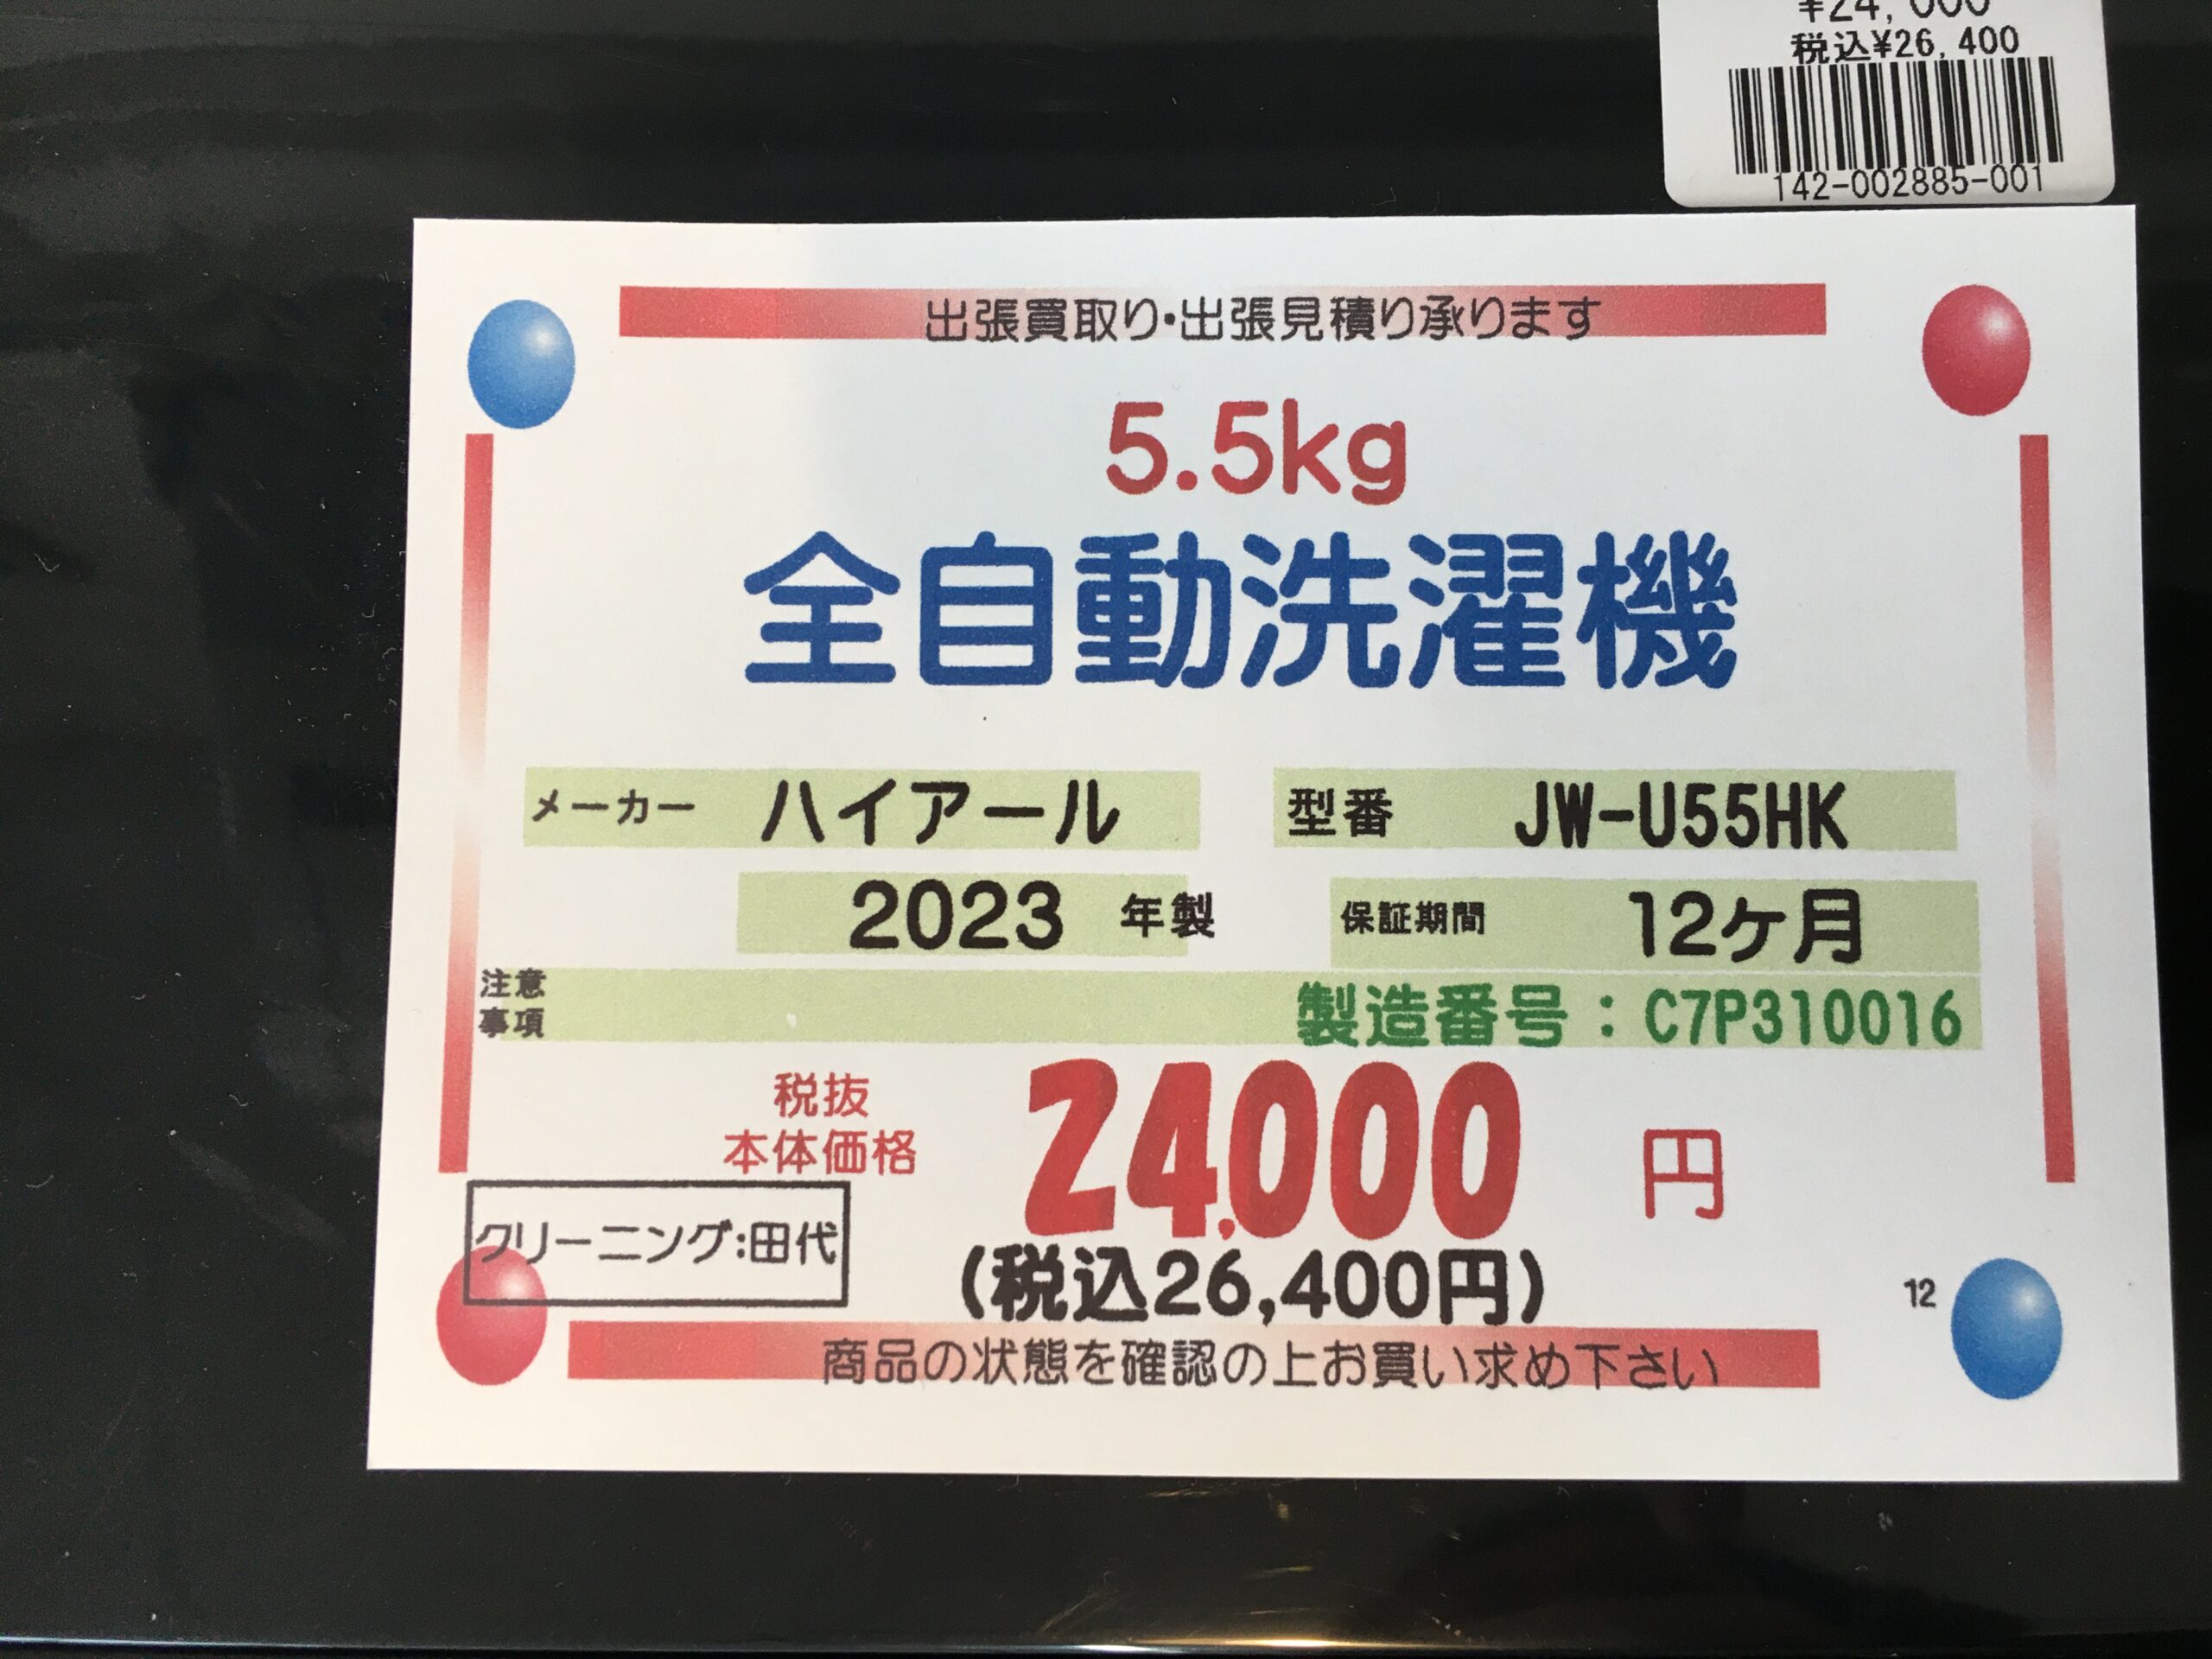 ¥24,000
税込¥26,400
142-002885-001
出張買取り・出張見積り承ります
5.5kg
全自動洗濯機
メーカー ハイアール 型番 JW-U55HK
2023 年製 保証期間 12ヶ月
注意事項 製造番号：C7P310016
税抜
本体価格 24,000 円
クリーニング:田代
(税込26,400円)
12
商品の状態を確認の上お買い求め下さい